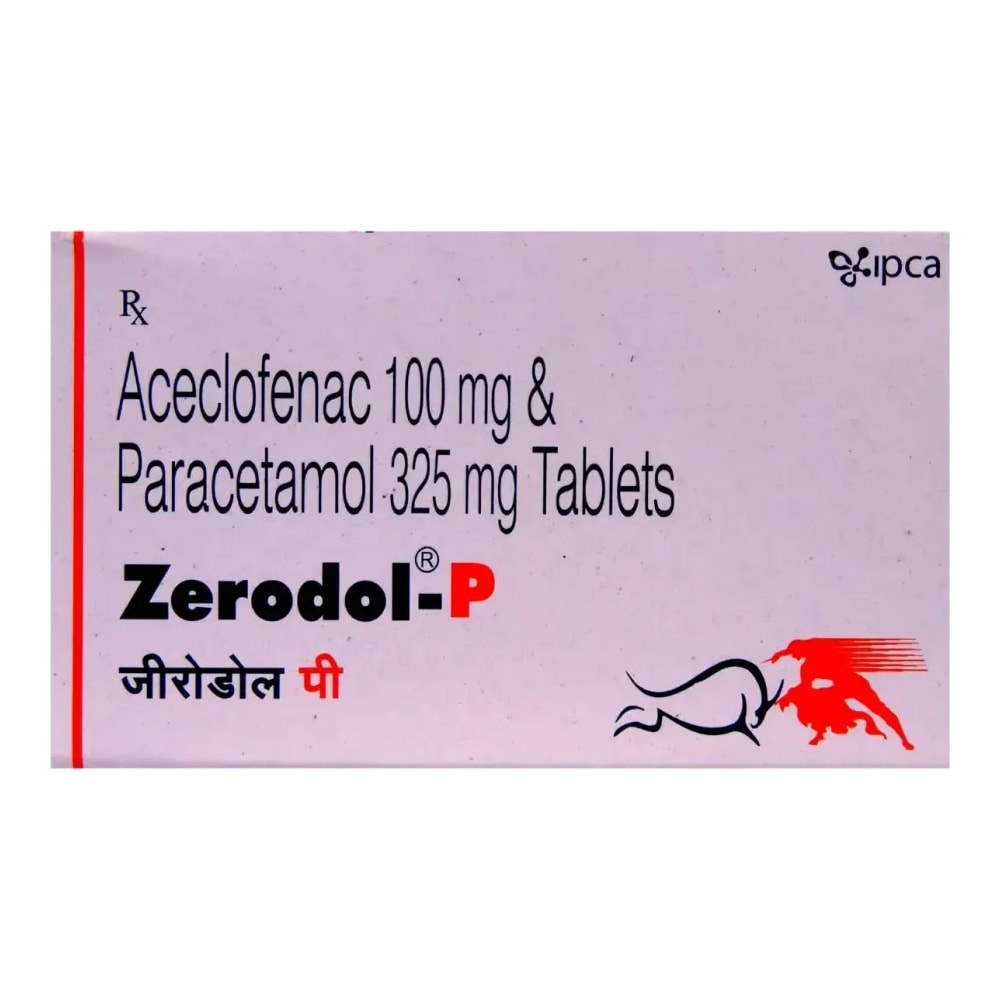 ipca
Rx
Aceclofenac 100 mg &
Paracetamol 325 mg Tablets
Zerodol®-P
जीरोडोल पी